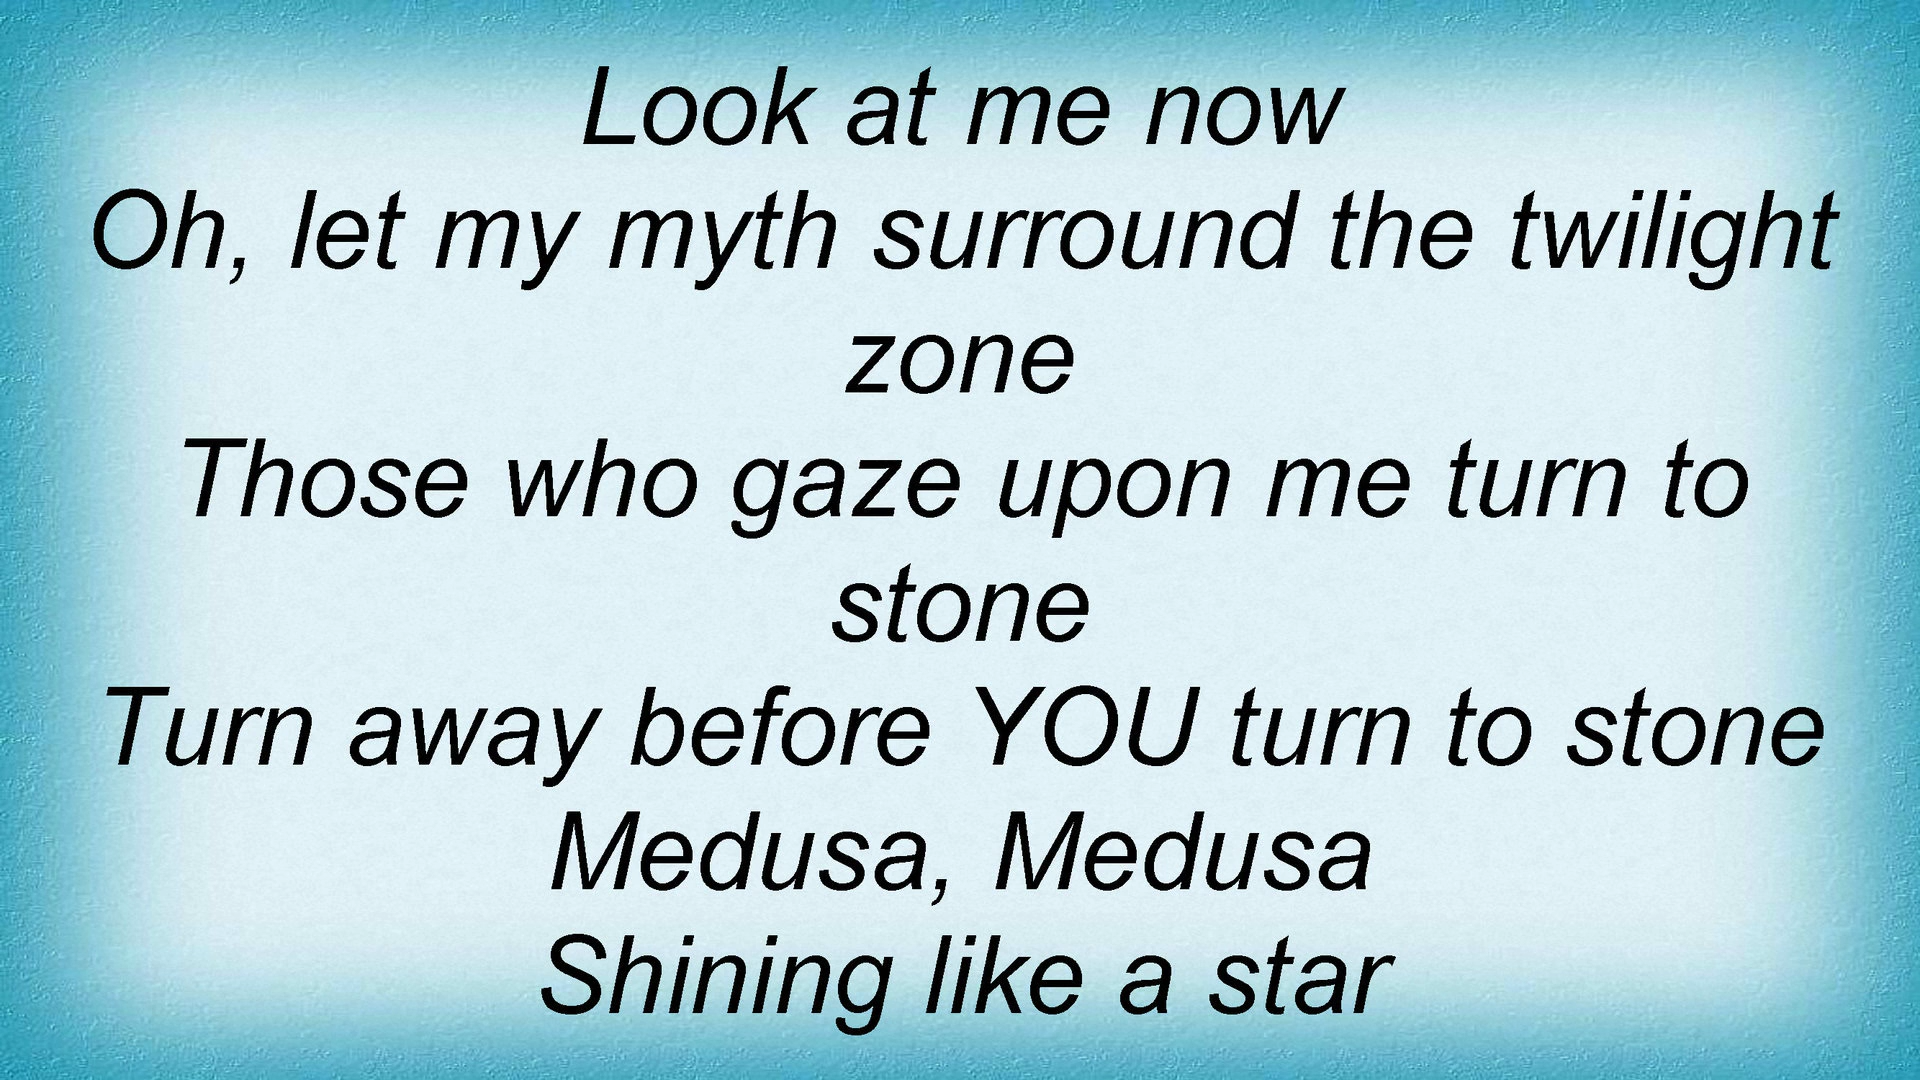 Look at me now
Oh, let my myth surround the twilight
zone
Those who gaze upon me turn to
stone
Turn away before YOU turn to stone
Medusa, Medusa
Shining like a star